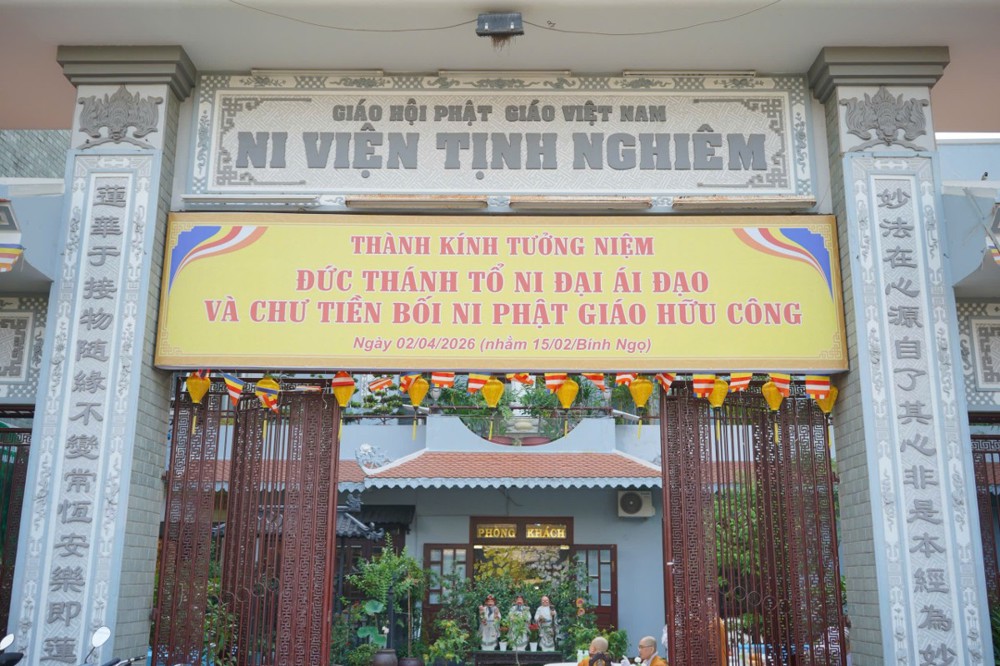 GIÁO HỘI PHẬT GIÁO VIỆT NAM
NI VIỆN TỊNH NGHIÊM
THÀNH KÍNH TƯỞNG NIỆM
ĐỨC THÁNH TỔ NI ĐẠI ÁI ĐẠO
VÀ CHƯ TIỀN BỐI NI PHẬT GIÁO HỮU CÔNG
Ngày 02/04/2026 (nhằm 15/02/Bính Ngọ)
妙法在心源自了其心非是本經為妙
蓮華于接物隨緣不變常恆安樂即蓮
PHÒNG KHÁCH